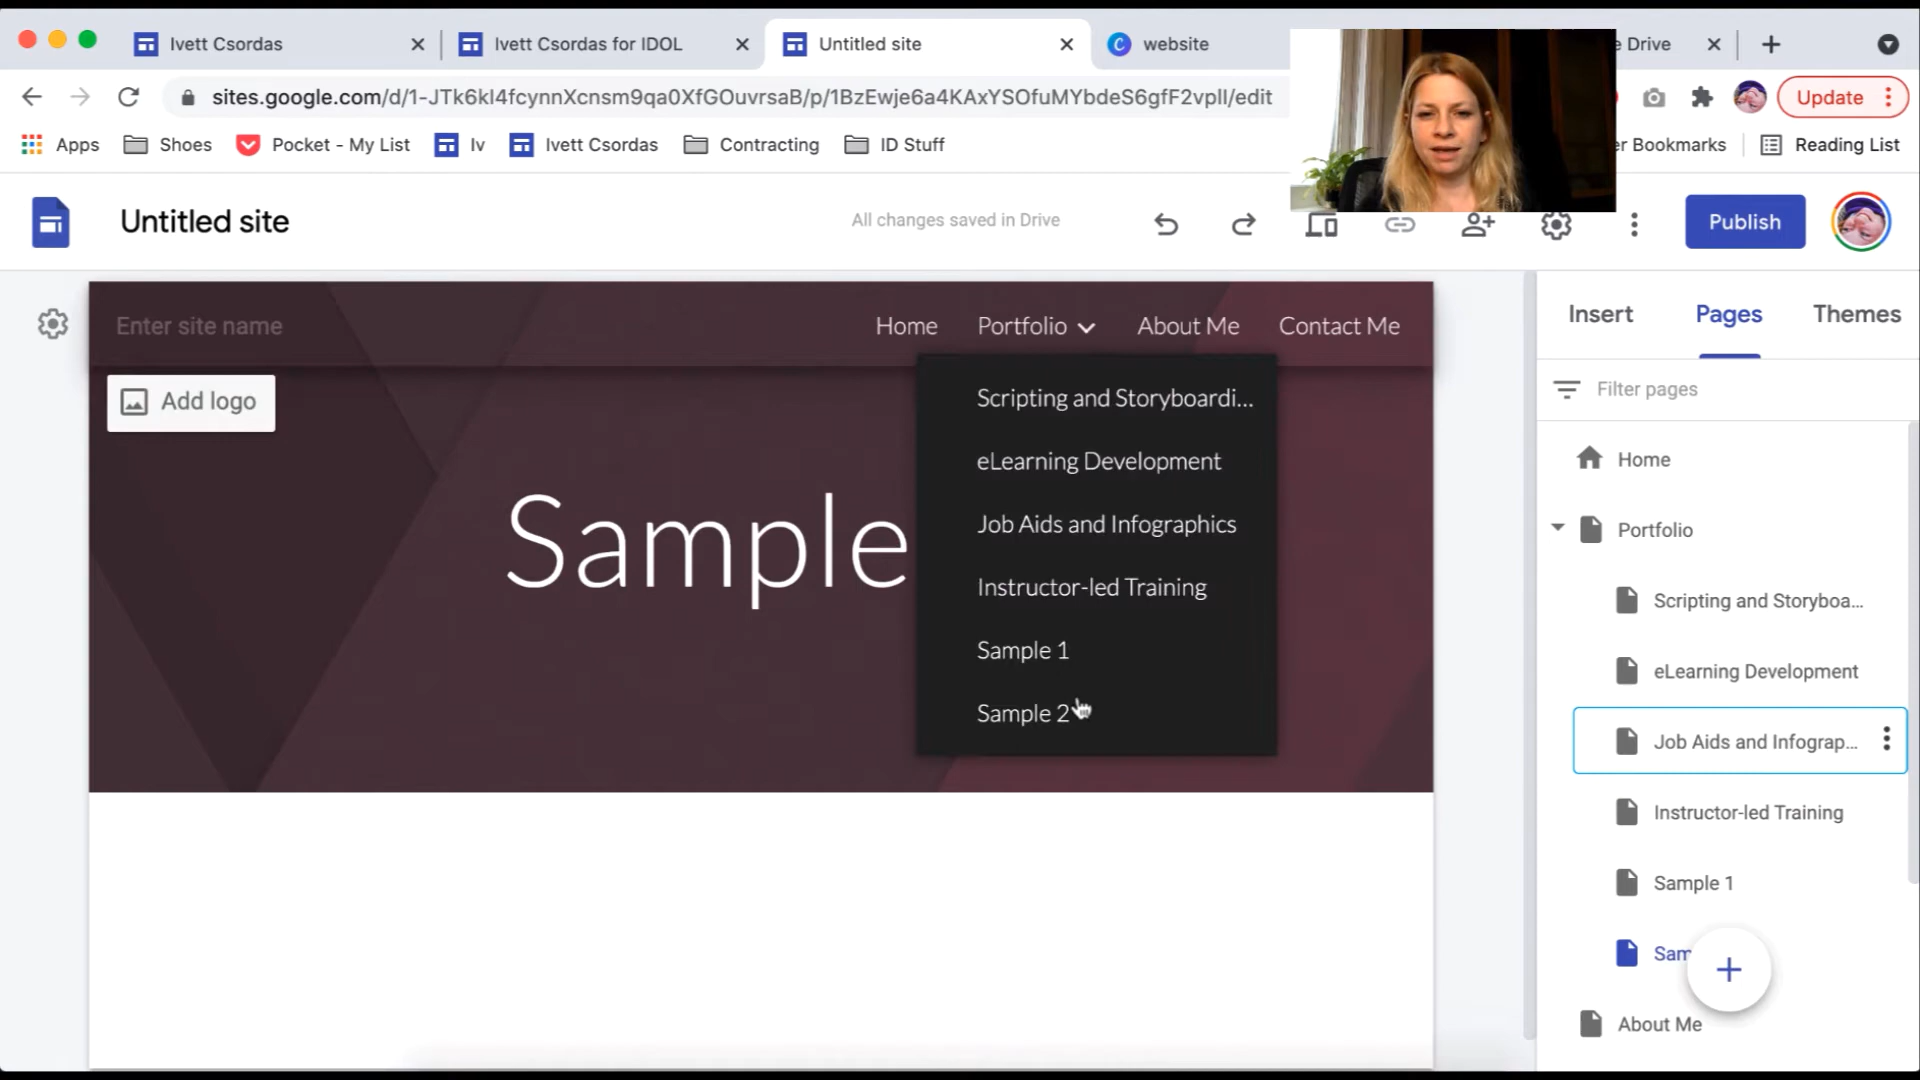 Ivett Csordas
Ivett Csordas for IDOL
Untitled site
website
e Drive
sites.google.com/d/1-JTk6kI4fcynnXcnsm9qa0XfGOuvrsaB/p/1BzEwje6a4KAxYSOfuMYbdeS6gfF2vpll/edit
Update
Apps
Shoes
Pocket - My List
Iv
Ivett Csordas
Contracting
ID Stuff
er Bookmarks
Reading List
Untitled site
All changes saved in Drive
Publish
Enter site name
Home
Portfolio
About Me
Contact Me
Add logo
Sample
Scripting and Storyboardi...
eLearning Development
Job Aids and Infographics
Instructor-led Training
Sample 1
Sample 2
Insert
Pages
Themes
Filter pages
Home
Portfolio
Scripting and Storyboa...
eLearning Development
Job Aids and Infograp...
Instructor-led Training
Sample 1
Sam
About Me